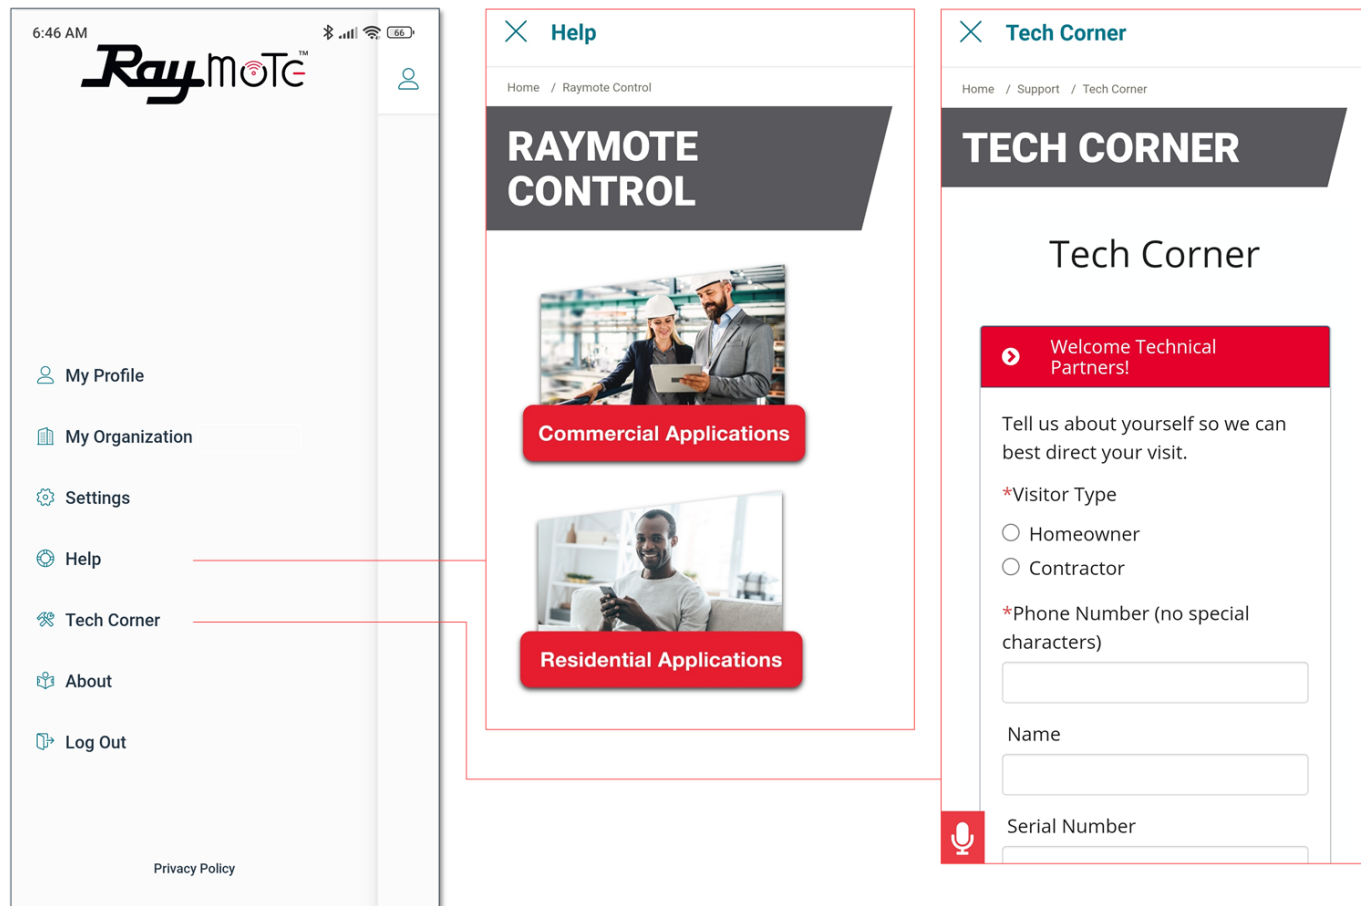 6:46 AM
66
Raymote™
My Profile
My Organization
Settings
Help
Tech Corner
About
Log Out
Privacy Policy
Help
Home / Raymote Control
RAYMOTE
CONTROL
Commercial Applications
Residential Applications
Tech Corner
Home / Support / Tech Corner
TECH CORNER
Tech Corner
Welcome Technical
Partners!
Tell us about yourself so we can
best direct your visit.
*Visitor Type
Homeowner
Contractor
*Phone Number (no special
characters)
Name
Serial Number